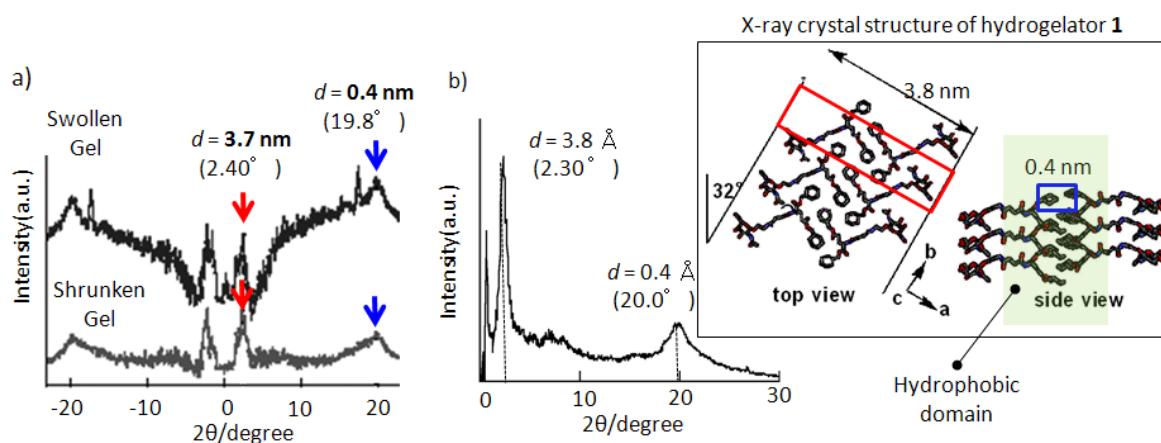 X-ray crystal structure of hydrogelator 1
a)
Swollen
Gel
d = 3.7 nm
(2.40°)
d = 0.4 nm
(19.8°)
Shrunken
Gel
Intensity(a.u.)
-20
-10
0
10
20
2θ/degree
b)
d = 3.8 Å
(2.30°)
d = 0.4 Å
(20.0°)
Intensity(a.u.)
0
10
20
30
2θ/degree
3.8 nm
32°
0.4 nm
top view
b
c
a
side view
Hydrophobic
domain